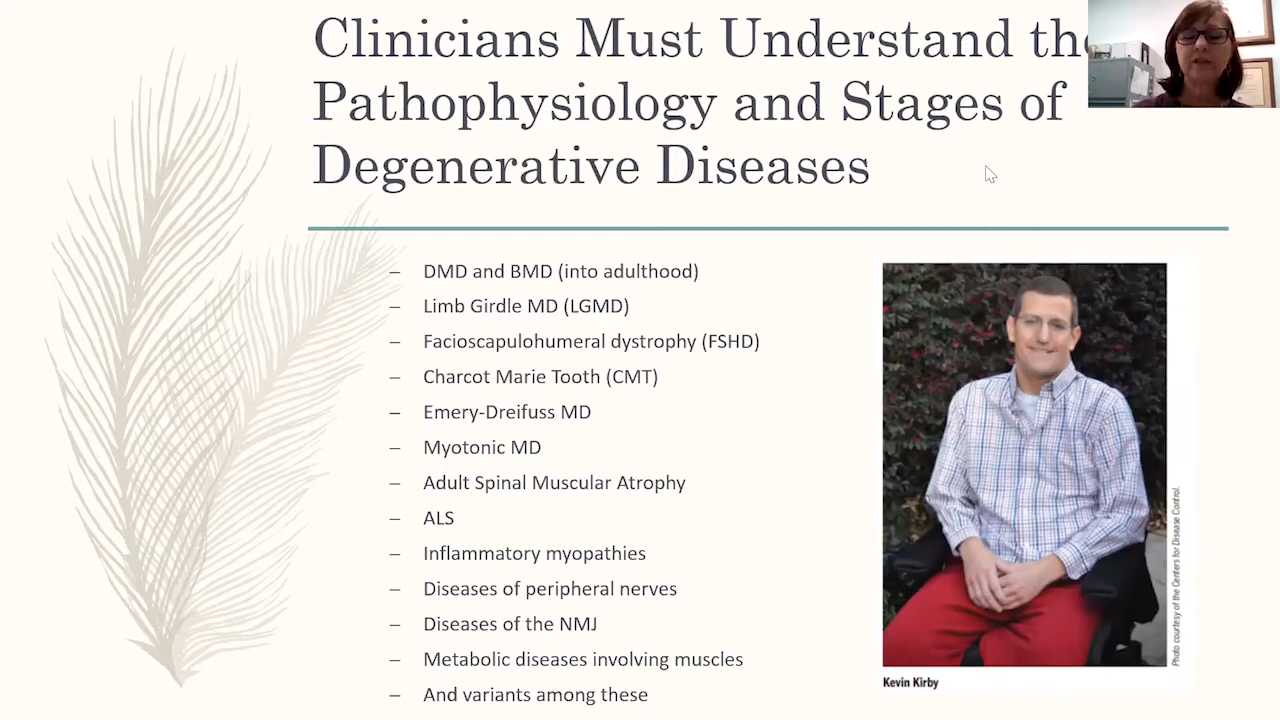 Clinicians Must Understand the
Pathophysiology and Stages of
Degenerative Diseases
– DMD and BMD (into adulthood)
– Limb Girdle MD (LGMD)
– Facioscapulohumeral dystrophy (FSHD)
– Charcot Marie Tooth (CMT)
– Emery-Dreifuss MD
– Myotonic MD
– Adult Spinal Muscular Atrophy
– ALS
– Inflammatory myopathies
– Diseases of peripheral nerves
– Diseases of the NMJ
– Metabolic diseases involving muscles
– And variants among these
Photo courtesy of the Centers for Disease Control.
Kevin Kirby